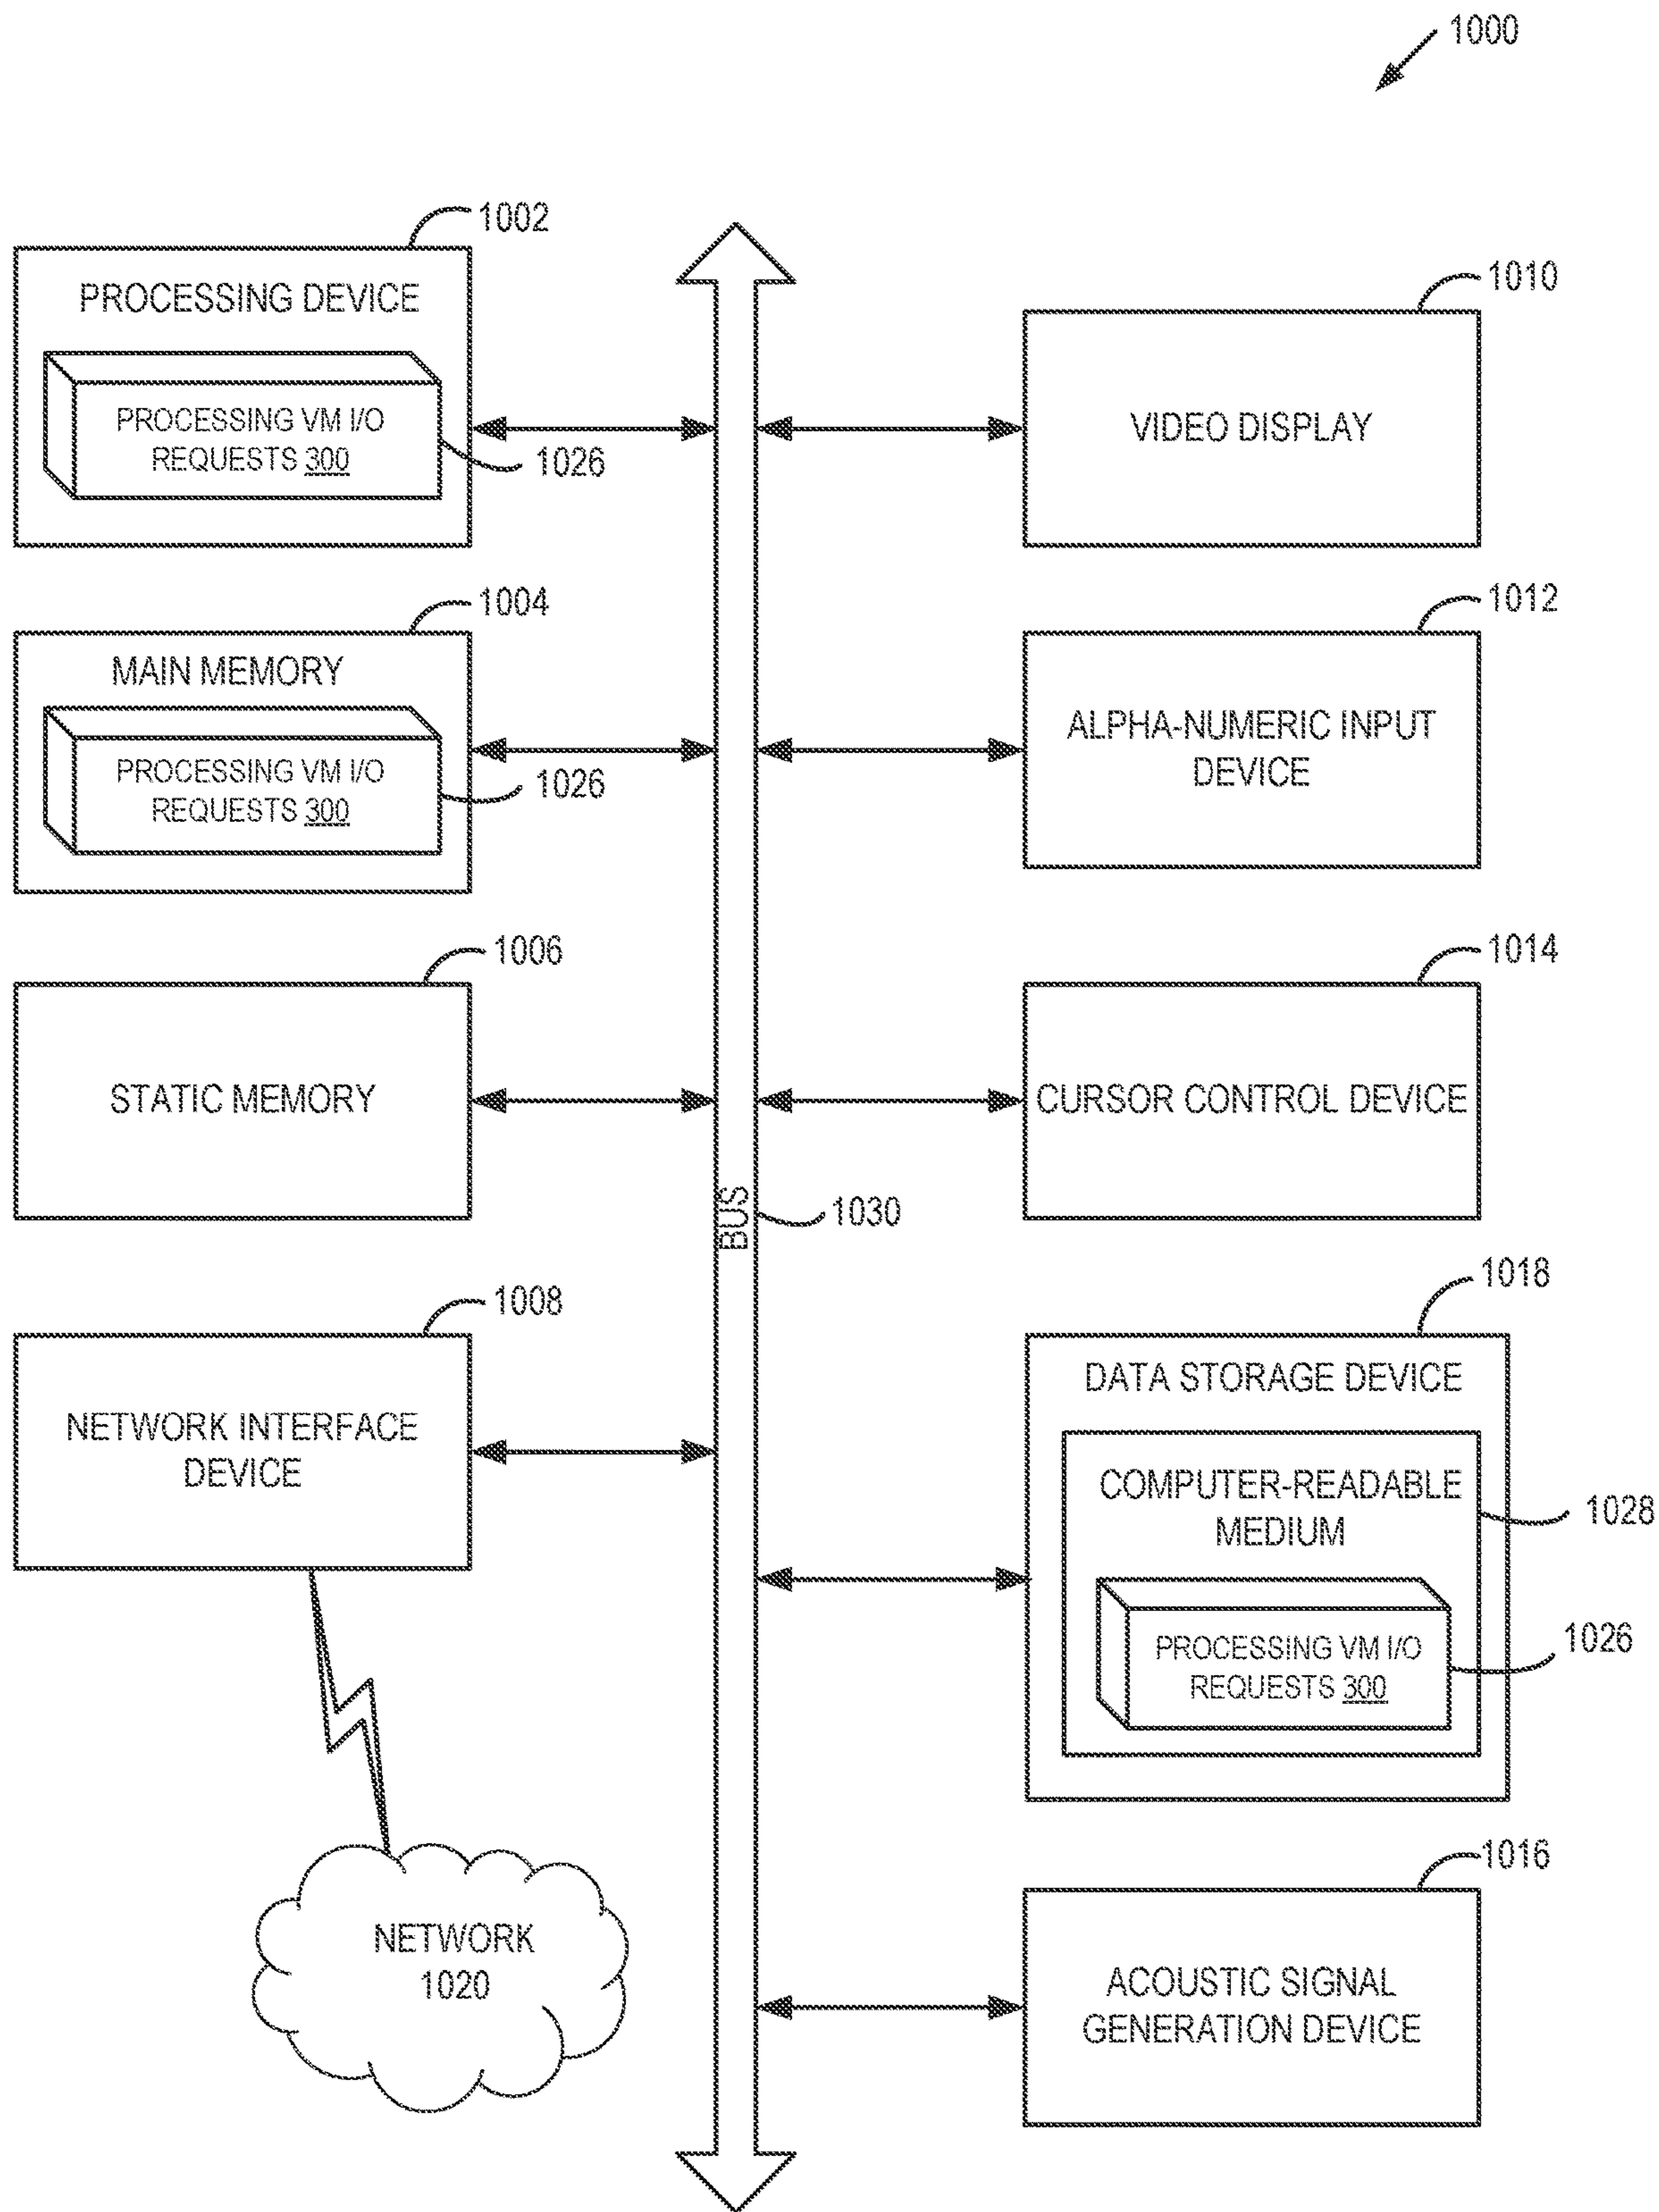 1000
1002
PROCESSING DEVICE
PROCESSING VM I/O
REQUESTS 300
1026
1004
MAIN MEMORY
PROCESSING VM I/O
REQUESTS 300
1026
1006
STATIC MEMORY
1008
NETWORK INTERFACE
DEVICE
NETWORK
1020
BUS
1030
1010
VIDEO DISPLAY
1012
ALPHA-NUMERIC INPUT
DEVICE
1014
CURSOR CONTROL DEVICE
1018
DATA STORAGE DEVICE
COMPUTER-READABLE
MEDIUM
1028
PROCESSING VM I/O
REQUESTS 300
1026
1016
ACOUSTIC SIGNAL
GENERATION DEVICE